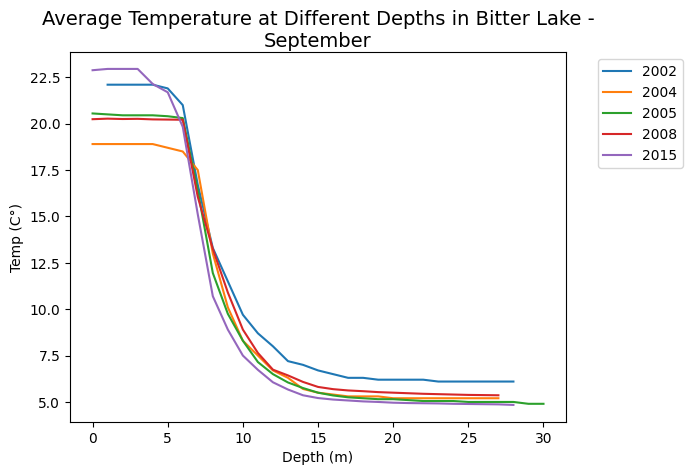 Average Temperature at Different Depths in Bitter Lake -
September
22.5
20.0
17.5
15.0
12.5
10.0
7.5
5.0
Temp (C°)
0 5 10 15 20 25 30
Depth (m)
2002
2004
2005
2008
2015